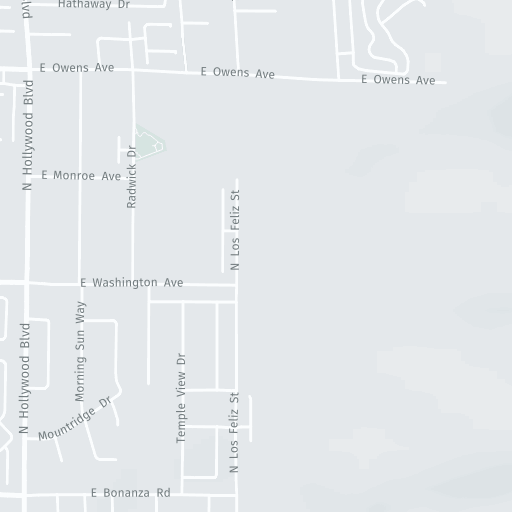 Hathaway Dr
lvd
E Owens Ave
E Owens Ave
E Owens Ave
N Hollywood Blvd
Radwick Dr
E Monroe Ave
N Los Feliz St
E Washington Ave
Morning Sun Way
N Hollywood Blvd
Temple View Dr
Mountridge Dr
N Los Feliz St
E Bonanza Rd